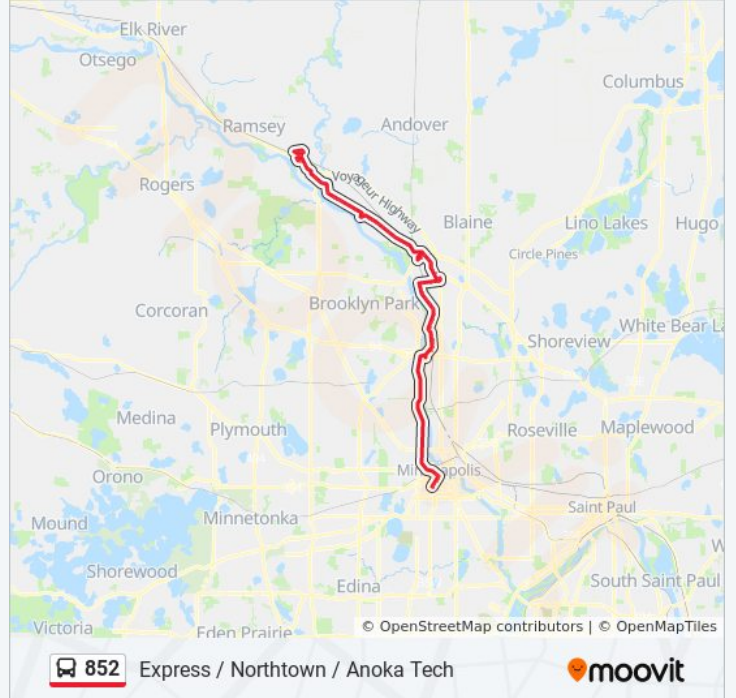 Elk River
Otsego
Columbus
Ramsey
Andover
Voyageur Highway
Rogers
Blaine
Lino Lakes
Hugo
Circle Pines
Brooklyn Park
Corcoran
White Bear La
Shoreview
Medina
Plymouth
Roseville
Maplewood
Minneapolis
Orono
Saint Paul
Mound
Minnetonka
W
Shorewood
Edina
South Saint Paul
Victoria
Eden Prairie
© OpenStreetMap contributors | © OpenMapTiles
852 Express / Northtown / Anoka Tech
moovit